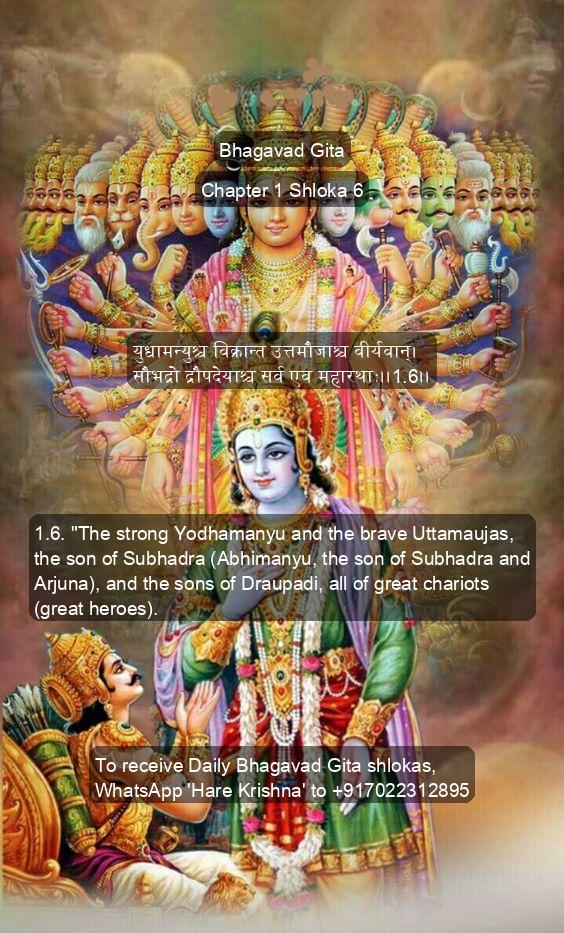 Bhagavad Gita
Chapter 1 Shloka 6
युधामन्युश्च विक्रान्त उत्तमौजाश्च वीर्यवान्।
सौभद्रो द्रौपदेयाश्च सर्व एव महारथाः।।1.6।।
1.6. "The strong Yodhamanyu and the brave Uttamaujas,
the son of Subhadra (Abhimanyu, the son of Subhadra and
Arjuna), and the sons of Draupadi, all of great chariots
(great heroes).
To receive Daily Bhagavad Gita shlokas,
WhatsApp 'Hare Krishna' to +917022312895